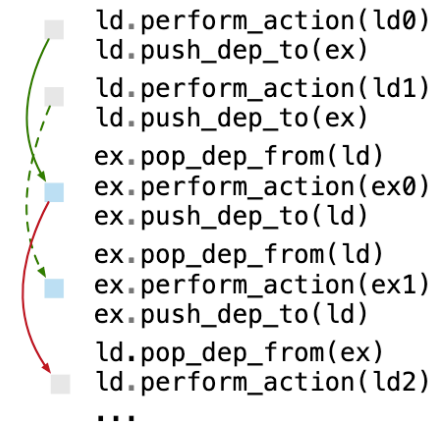 ld.perform_action(ld0)
ld.push_dep_to(ex)
ld.perform_action(ld1)
ld.push_dep_to(ex)
ex.pop_dep_from(ld)
ex.perform_action(ex0)
ex.push_dep_to(ld)
ex.pop_dep_from(ld)
ex.perform_action(ex1)
ex.push_dep_to(ld)
ld.pop_dep_from(ex)
ld.perform_action(ld2)
...